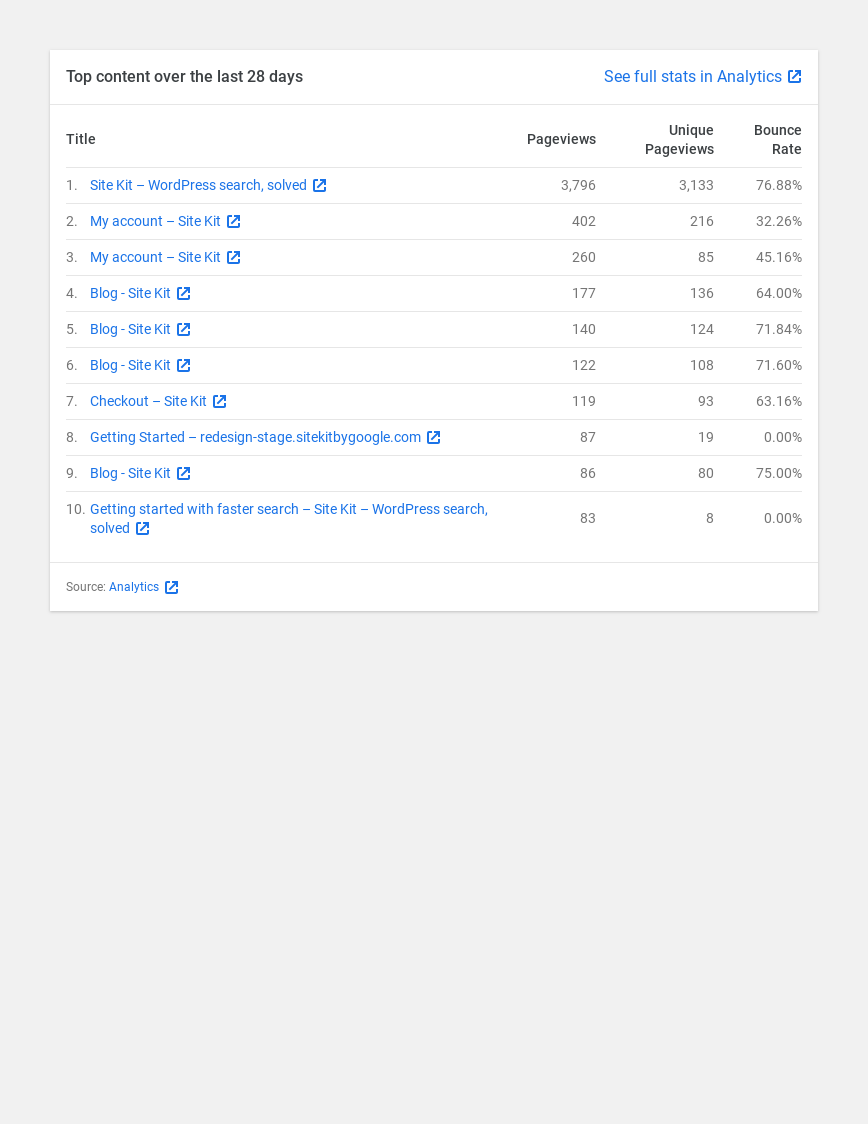 Top content over the last 28 days See full stats in Analytics
Title Pageviews Unique Pageviews Bounce Rate
1. Site Kit – WordPress search, solved 3,796 3,133 76.88%
2. My account – Site Kit 402 216 32.26%
3. My account – Site Kit 260 85 45.16%
4. Blog - Site Kit 177 136 64.00%
5. Blog - Site Kit 140 124 71.84%
6. Blog - Site Kit 122 108 71.60%
7. Checkout – Site Kit 119 93 63.16%
8. Getting Started – redesign-stage.sitekitbygoogle.com 87 19 0.00%
9. Blog - Site Kit 86 80 75.00%
10. Getting started with faster search – Site Kit – WordPress search,
solved 83 8 0.00%
Source: Analytics